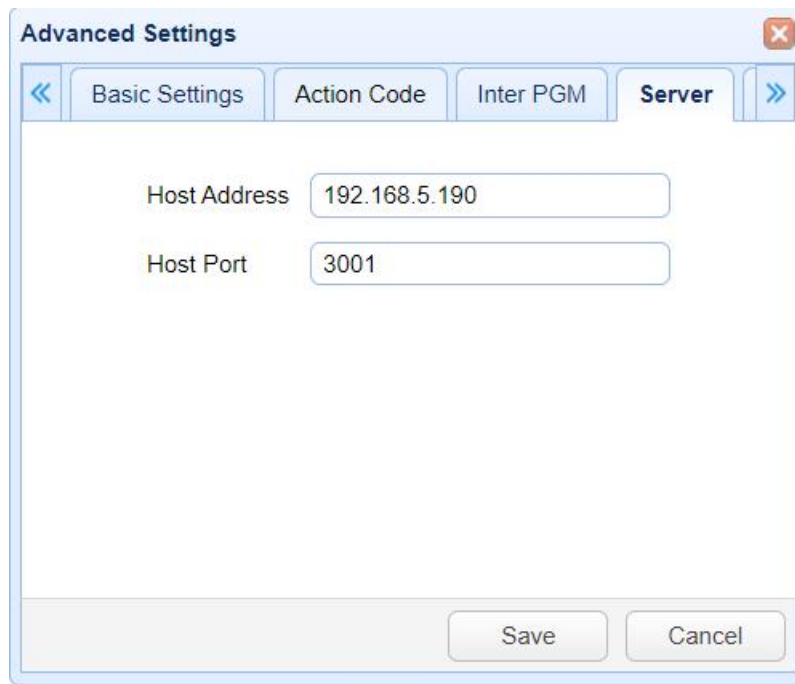 Advanced Settings
Basic Settings Action Code Inter PGM Server
Host Address 192.168.5.190
Host Port 3001
Save Cancel